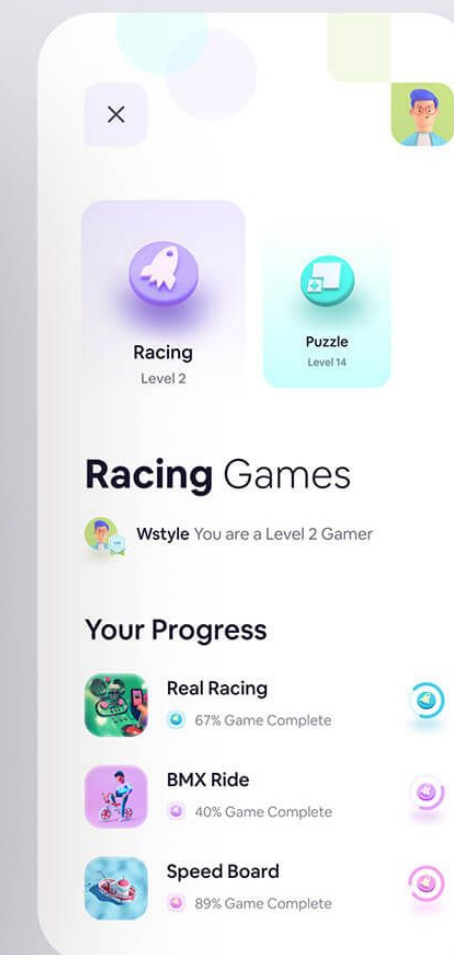 Racing
Level 2
Puzzle
Level 14
Racing Games
Wstyle You are a Level 2 Gamer
Your Progress
Real Racing
67% Game Complete
BMX Ride
40% Game Complete
Speed Board
89% Game Complete